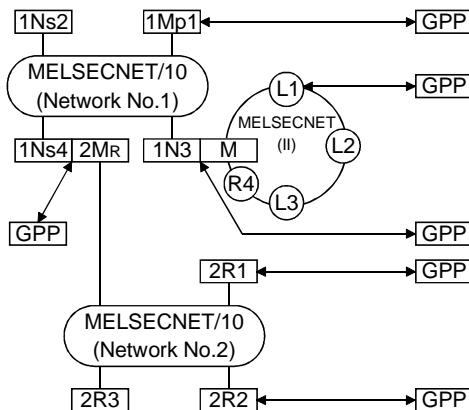 1Ns2
1Mp1
GPP
MELSECNET/10
(Network No.1)
L1
GPP
MELSECNET
(II)
L2
1Ns4
2MR
1N3
M
R4
L3
GPP
GPP
2R1
GPP
MELSECNET/10
(Network No.2)
2R3
2R2
GPP